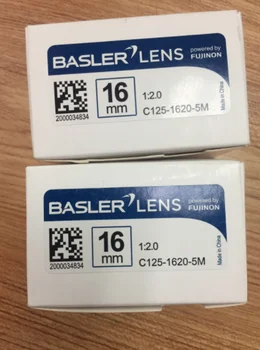 BASLER LENS powered by FUJINON
16 mm
1:2.0
C125-1620-5M
2000034834
Made in China
BASLER LENS powered by FUJINON
16 mm
1:2.0
C125-1620-5M
2000034834
Made in China